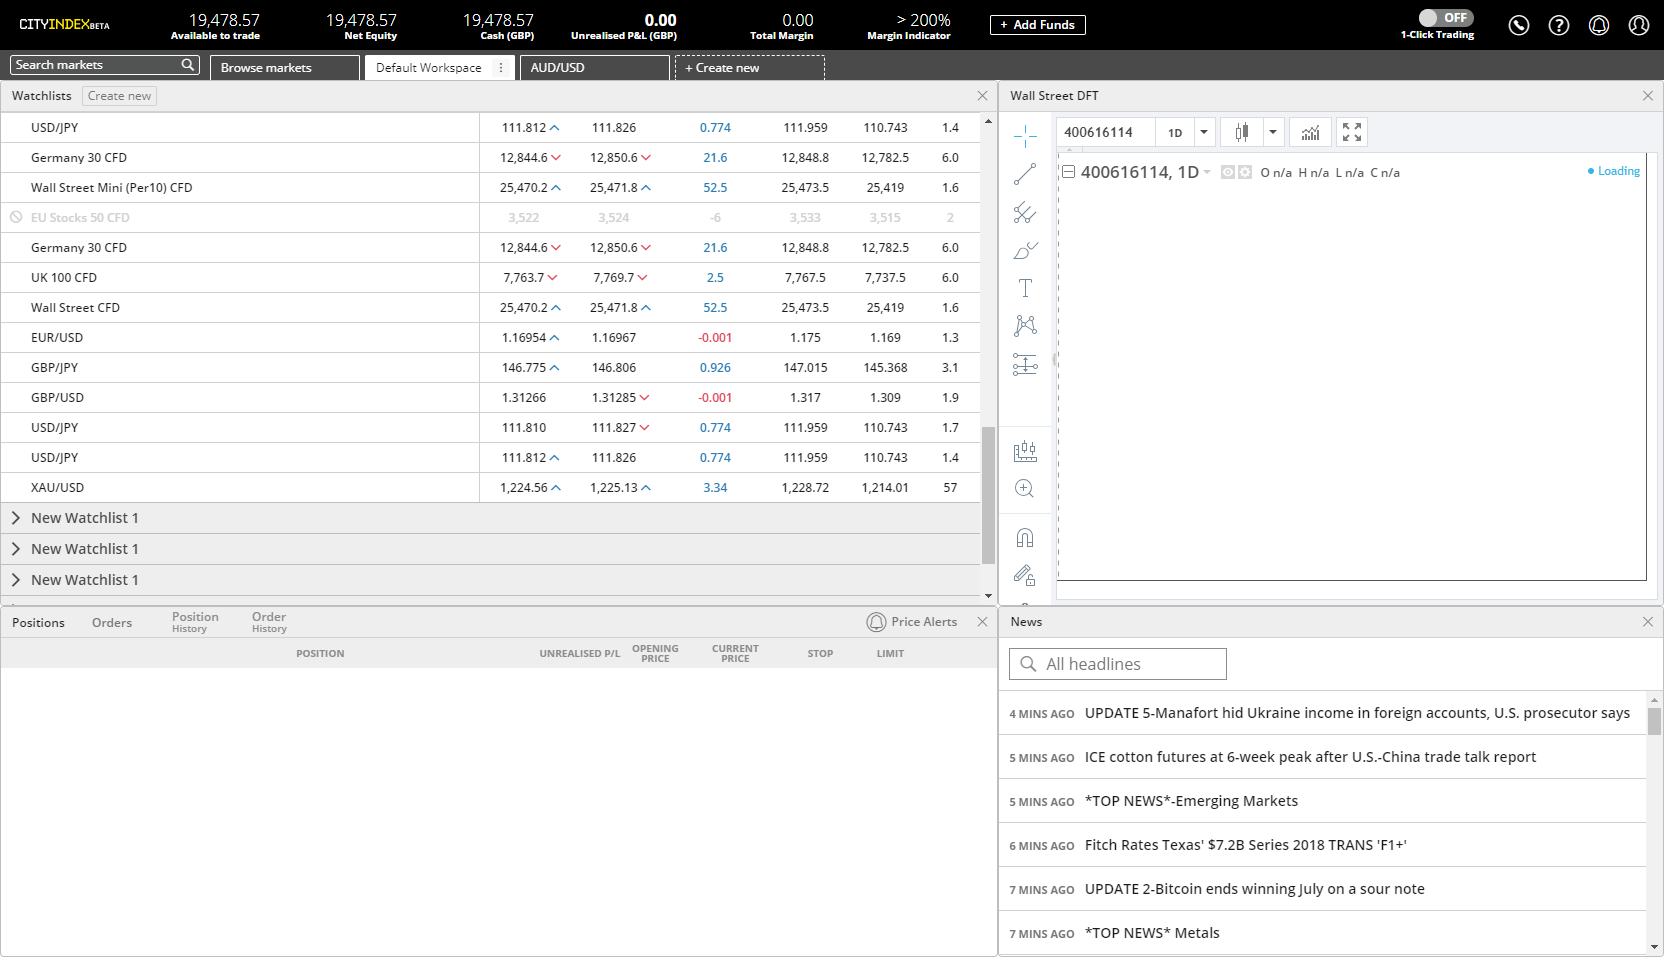 CITYINDEXBETA
19,478.57
Available to trade
19,478.57
Net Equity
19,478.57
Cash (GBP)
0.00
Unrealised P&L (GBP)
0.00
Total Margin
> 200%
Margin Indicator
+ Add Funds
OFF
1-Click Trading
Search markets
Browse markets
Default Workspace
AUD/USD
+ Create new
Watchlists Create new
USD/JPY 111.812 111.826 0.774 111.959 110.743 1.4
Germany 30 CFD 12,844.6 12,850.6 21.6 12,848.8 12,782.5 6.0
Wall Street Mini (Per10) CFD 25,470.2 25,471.8 52.5 25,473.5 25,419 1.6
EU Stocks 50 CFD 3,522 3,524 -6 3,533 3,515 2
Germany 30 CFD 12,844.6 12,850.6 21.6 12,848.8 12,782.5 6.0
UK 100 CFD 7,763.7 7,769.7 2.5 7,767.5 7,737.5 6.0
Wall Street CFD 25,470.2 25,471.8 52.5 25,473.5 25,419 1.6
EUR/USD 1.16954 1.16967 -0.001 1.175 1.169 1.3
GBP/JPY 146.775 146.806 0.926 147.015 145.368 3.1
GBP/USD 1.31266 1.31285 -0.001 1.317 1.309 1.9
USD/JPY 111.810 111.827 0.774 111.959 110.743 1.7
USD/JPY 111.812 111.826 0.774 111.959 110.743 1.4
XAU/USD 1,224.56 1,225.13 3.34 1,228.72 1,214.01 57
New Watchlist 1
New Watchlist 1
New Watchlist 1
Wall Street DFT
400616114 1D
T
400616114, 1D O n/a H n/a L n/a C n/a
Loading
Positions
Orders
Position
History
Order
History
Price Alerts
POSITION
UNREALISED P/L
OPENING
PRICE
CURRENT
PRICE
STOP
LIMIT
News
All headlines
4 MINS AGO UPDATE 5-Manafort hid Ukraine income in foreign accounts, U.S. prosecutor says
5 MINS AGO ICE cotton futures at 6-week peak after U.S.-China trade talk report
5 MINS AGO *TOP NEWS*-Emerging Markets
6 MINS AGO Fitch Rates Texas' $7.2B Series 2018 TRANS 'F1+'
7 MINS AGO UPDATE 2-Bitcoin ends winning July on a sour note
7 MINS AGO *TOP NEWS* Metals